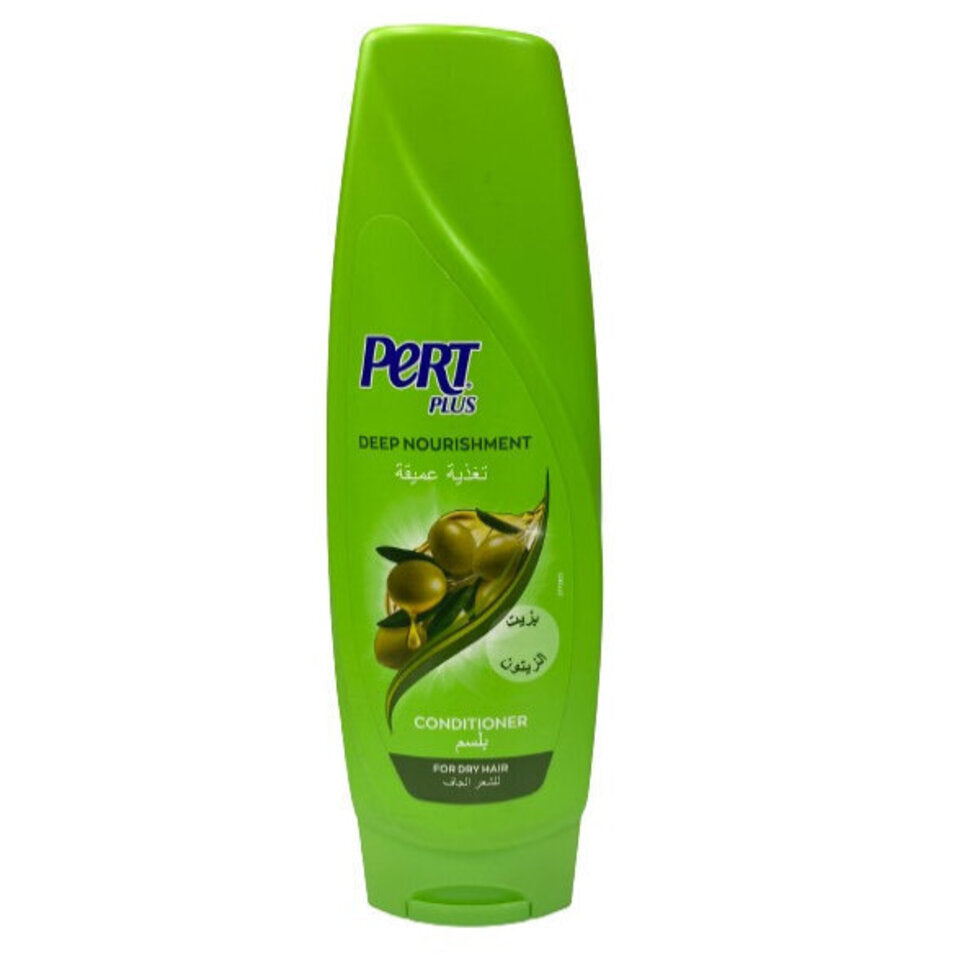 PERT
PLUS
DEEP NOURISHMENT
تغذية عميقة
بزيت
الزيتون
CONDITIONER
بلسم
FOR DRY HAIR
للشعر الجاف